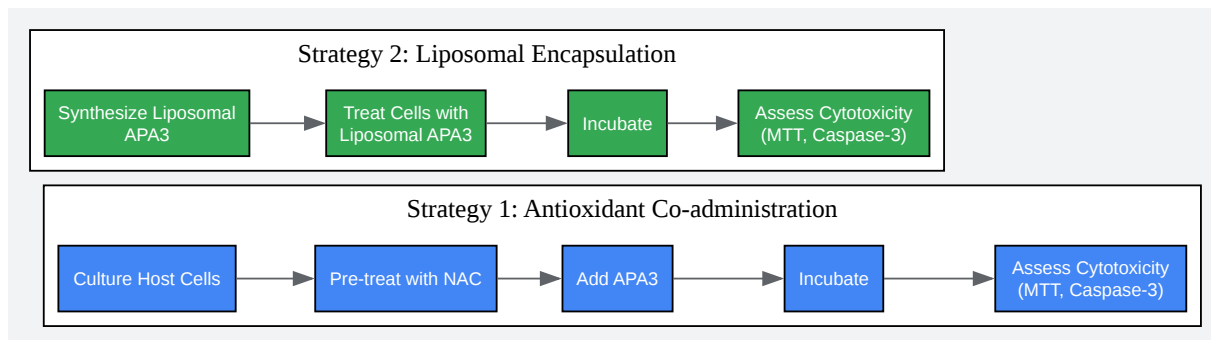 Strategy 2: Liposomal Encapsulation
Synthesize Liposomal
APA3
Treat Cells with
Liposomal APA3
Incubate
Assess Cytotoxicity
(MTT, Caspase-3)
Strategy 1: Antioxidant Co-administration
Culture Host Cells
Pre-treat with NAC
Add APA3
Incubate
Assess Cytotoxicity
(MTT, Caspase-3)